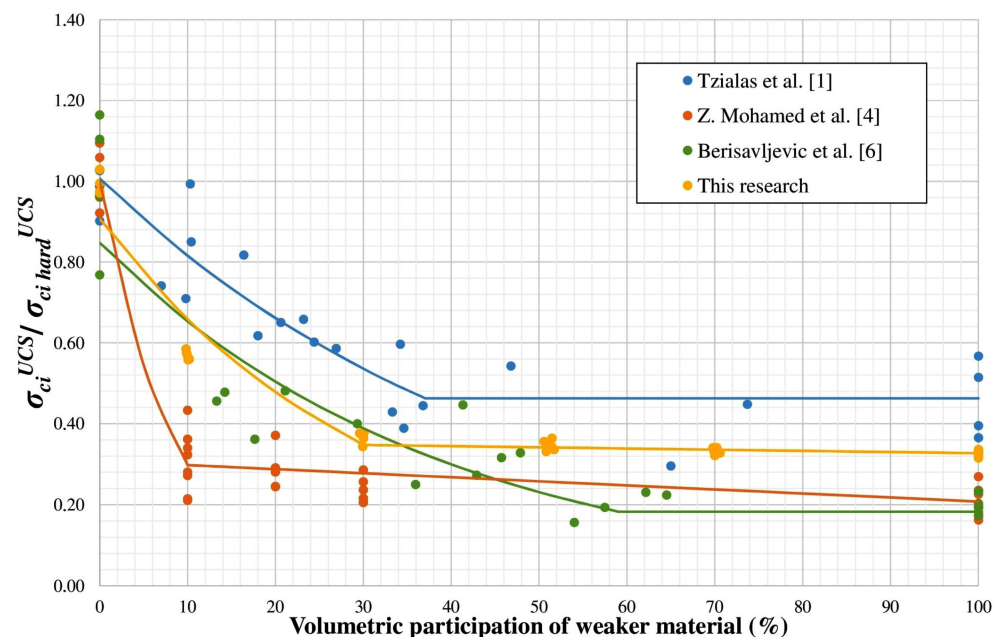 1.40
1.20
1.00
0.80
0.60
0.40
0.20
0.00
σci UCS/ σci hard UCS
Tzialas et al. [1]
Z. Mohamed et al. [4]
Berisavljevic et al. [6]
This research
0 10 20 30 40 50 60 70 80 90 100
Volumetric participation of weaker material (%)